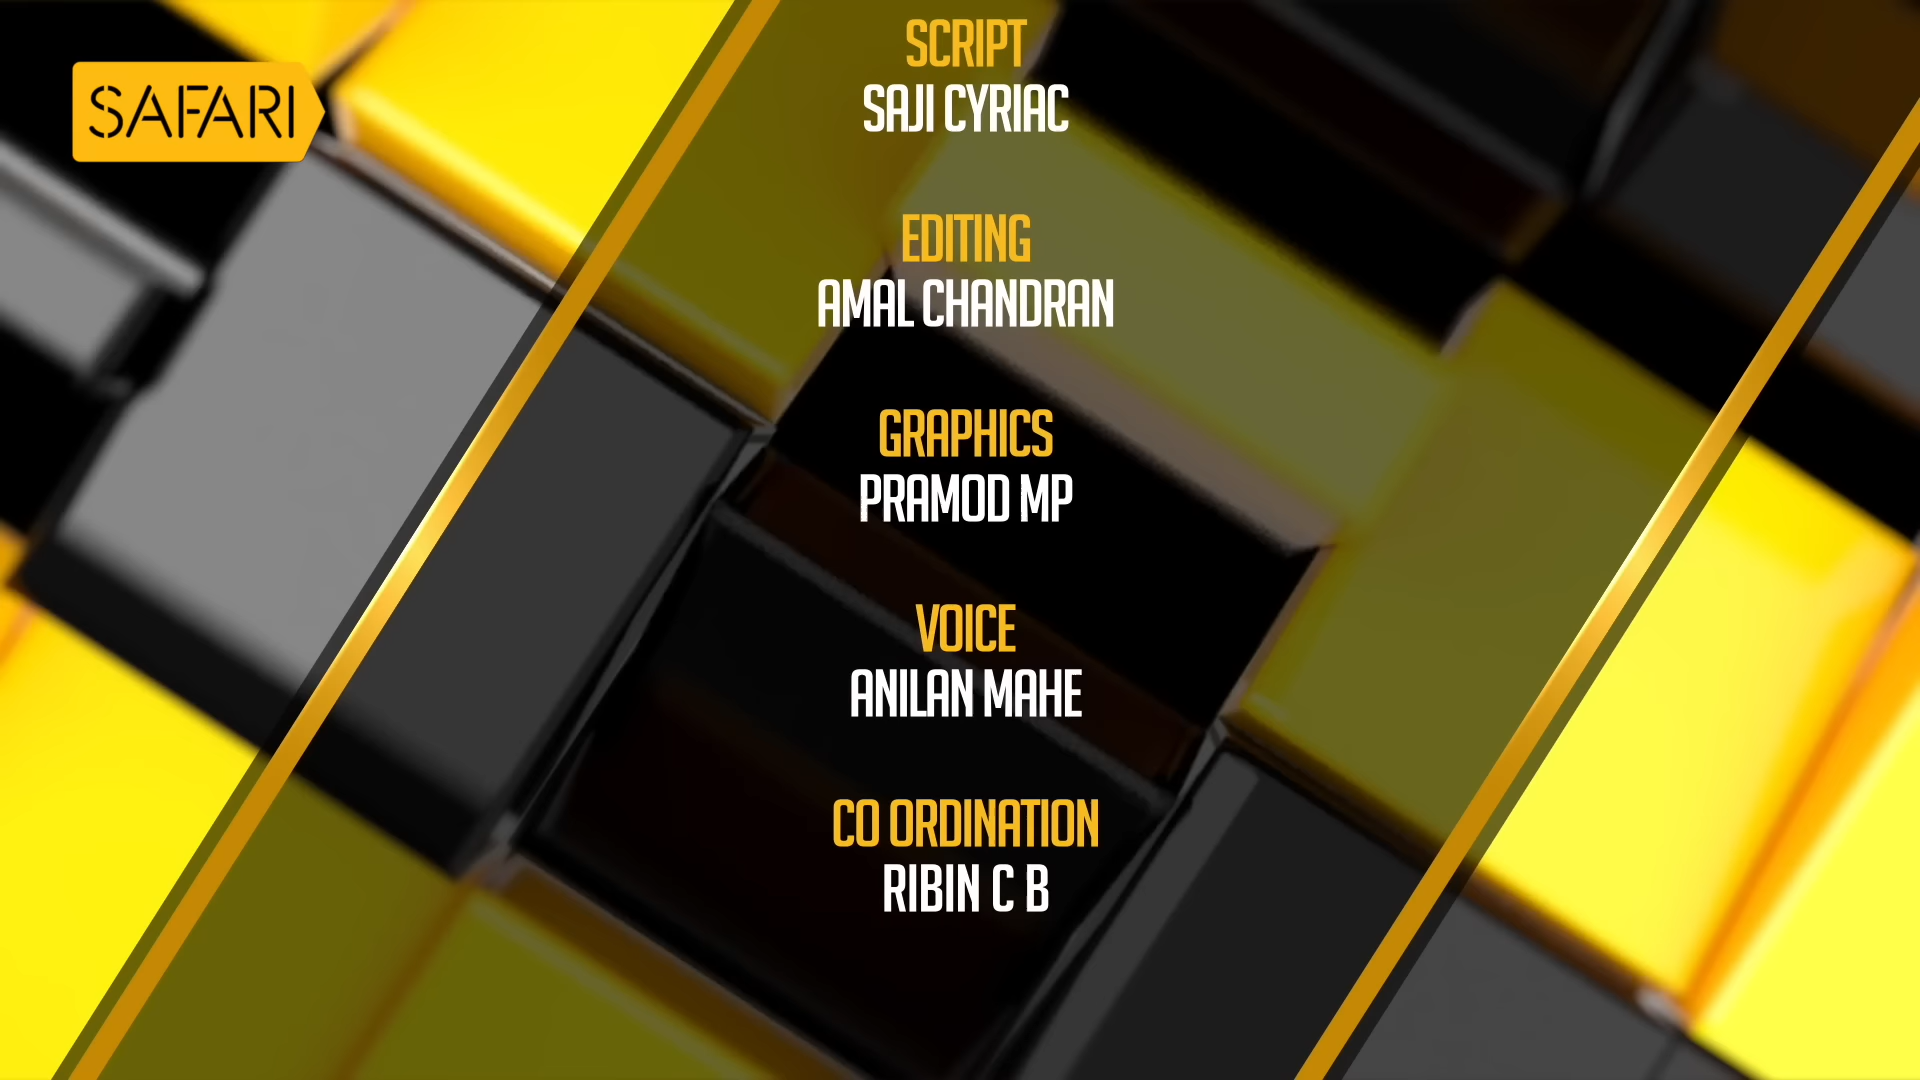 SAFARI
SCRIPT
SAJI CYRIAC
EDITING
AMAL CHANDRAN
GRAPHICS
PRAMOD MP
VOICE
ANILAN MAHE
CO ORDINATION
RIBIN C B